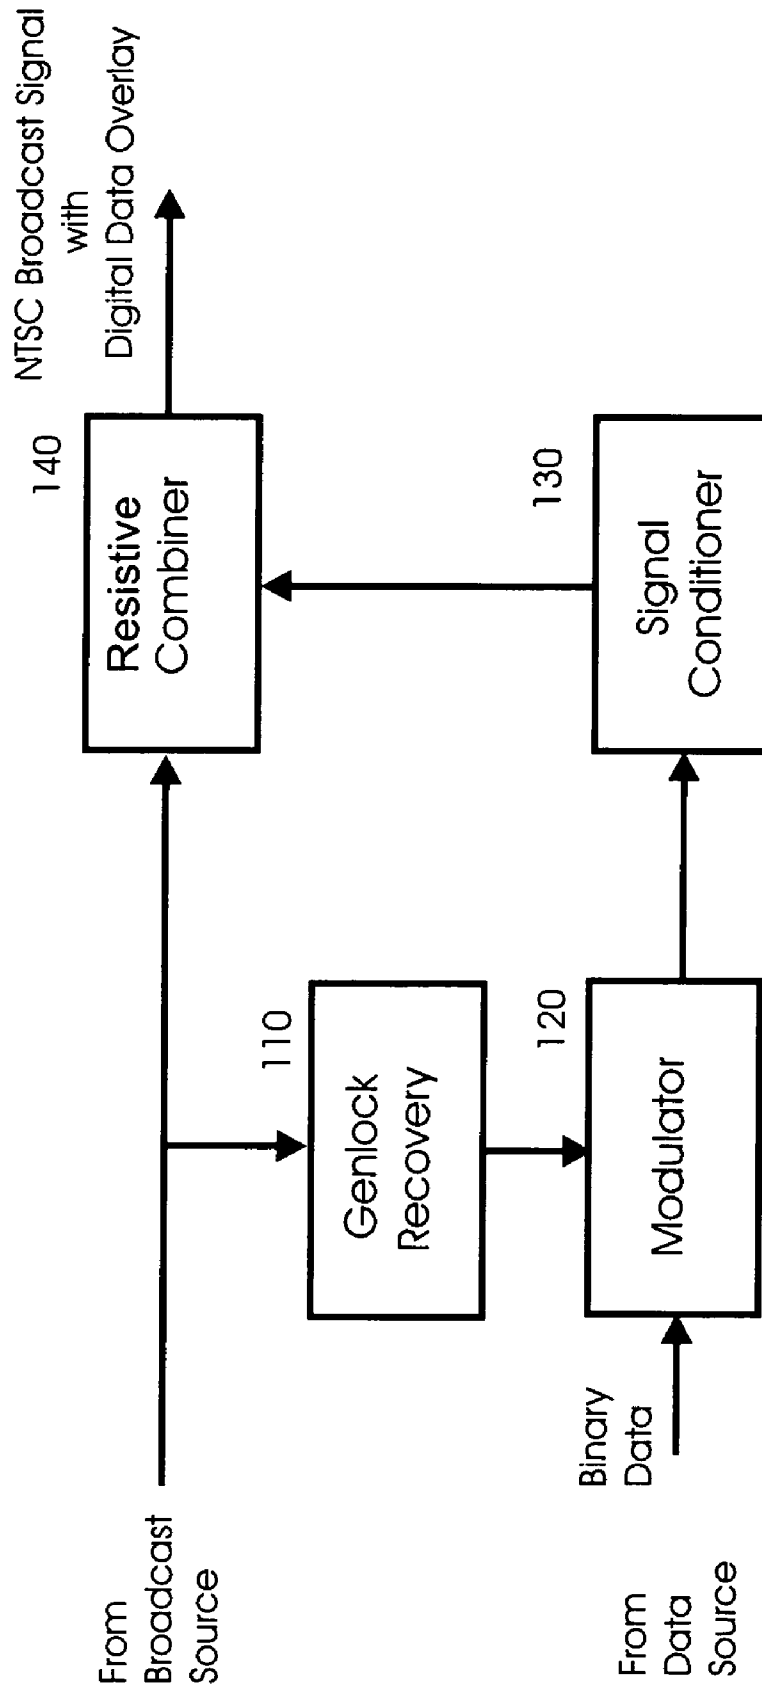 NTSC Broadcast Signal
with
Digital Data Overlay
140
Resistive
Combiner
From
Broadcast
Source
110
Genlock
Recovery
120
Modulator
130
Signal
Conditioner
Binary
Data
From
Data
Source